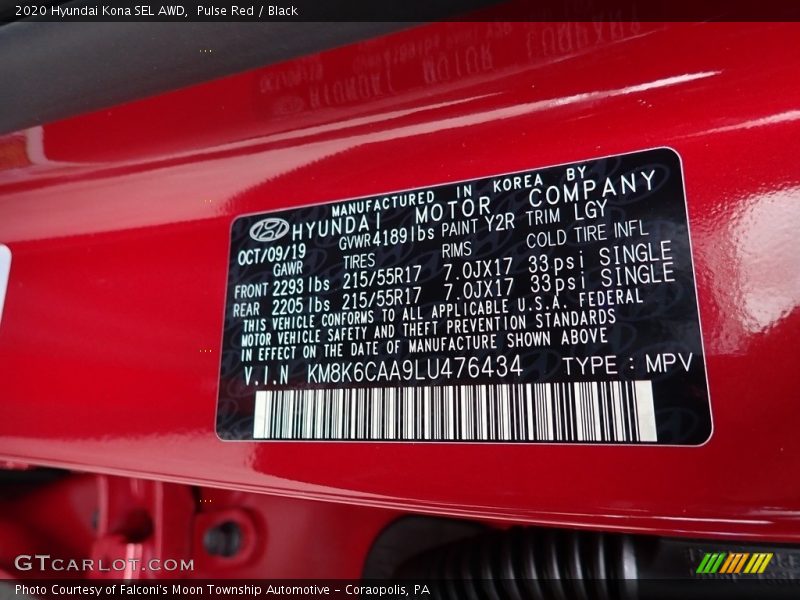 2020 Hyundai Kona SEL AWD, Pulse Red / Black
MANUFACTURED IN KOREA BY
HYUNDAI MOTOR COMPANY
OCT/09/19 GVWR4189lbs PAINT Y2R TRIM LGY
GAWR TIRES RIMS COLD TIRE INFL
FRONT 2293 lbs 215/55R17 7.0JX17 33psi SINGLE
REAR 2205 lbs 215/55R17 7.0JX17 33psi SINGLE
THIS VEHICLE CONFORMS TO ALL APPLICABLE U.S.A. FEDERAL
MOTOR VEHICLE SAFETY AND THEFT PREVENTION STANDARDS
IN EFFECT ON THE DATE OF MANUFACTURE SHOWN ABOVE
V.I.N KM8K6CAA9LU476434 TYPE : MPV
GTCARLOT.COM
Photo Courtesy of Falconi's Moon Township Automotive - Coraopolis, PA